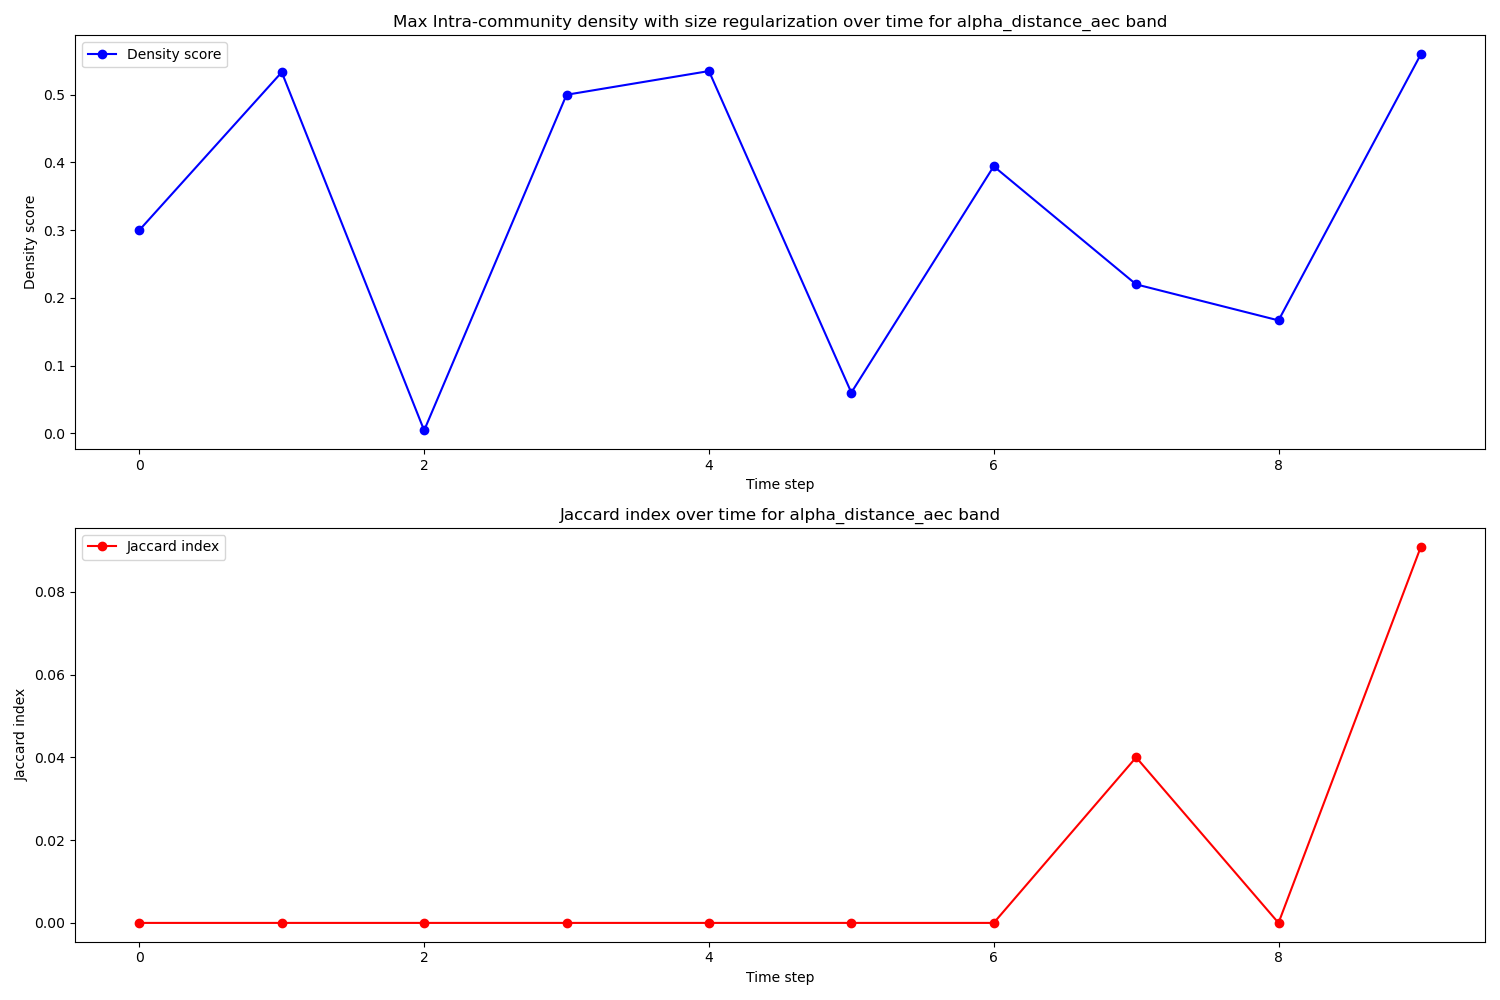 Max Intra-community density with size regularization over time for alpha_distance_aec band
Density score
Density score
0.5
0.4
0.3
0.2
0.1
0.0
0 2 4 6 8
Time step
Jaccard index over time for alpha_distance_aec band
Jaccard index
Jaccard index
0.08
0.06
0.04
0.02
0.00
0 2 4 6 8
Time step